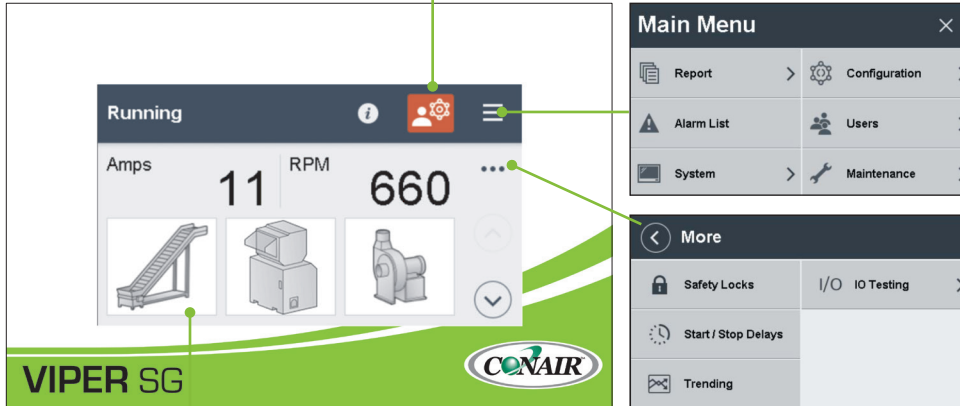 Running
i
Amps
11
RPM
660
VIPER SG
CONAIR
Main Menu
Report
Configuration
Alarm List
Users
System
Maintenance
More
Safety Locks
I/O IO Testing
Start / Stop Delays
Trending